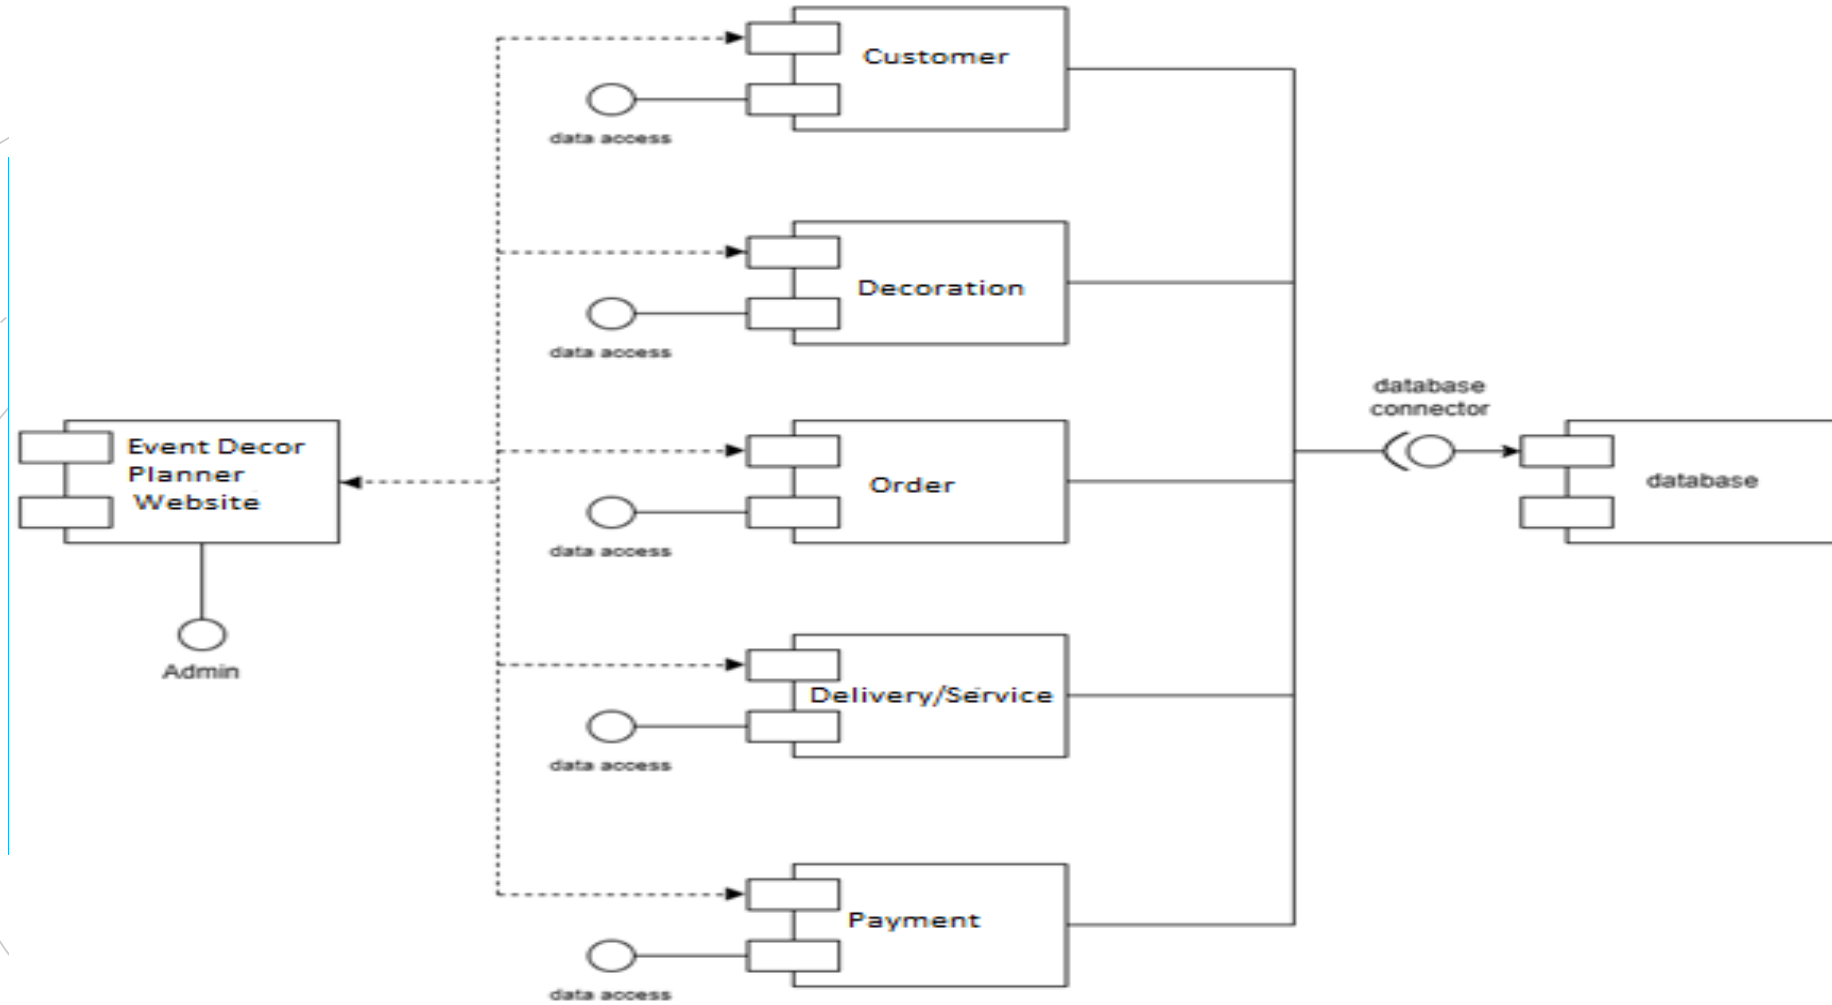 Customer
data access
Decoration
data access
database
connector
Event Decor
Planner
Website
Order
database
data access
Admin
Delivery/Service
data access
Payment
data access